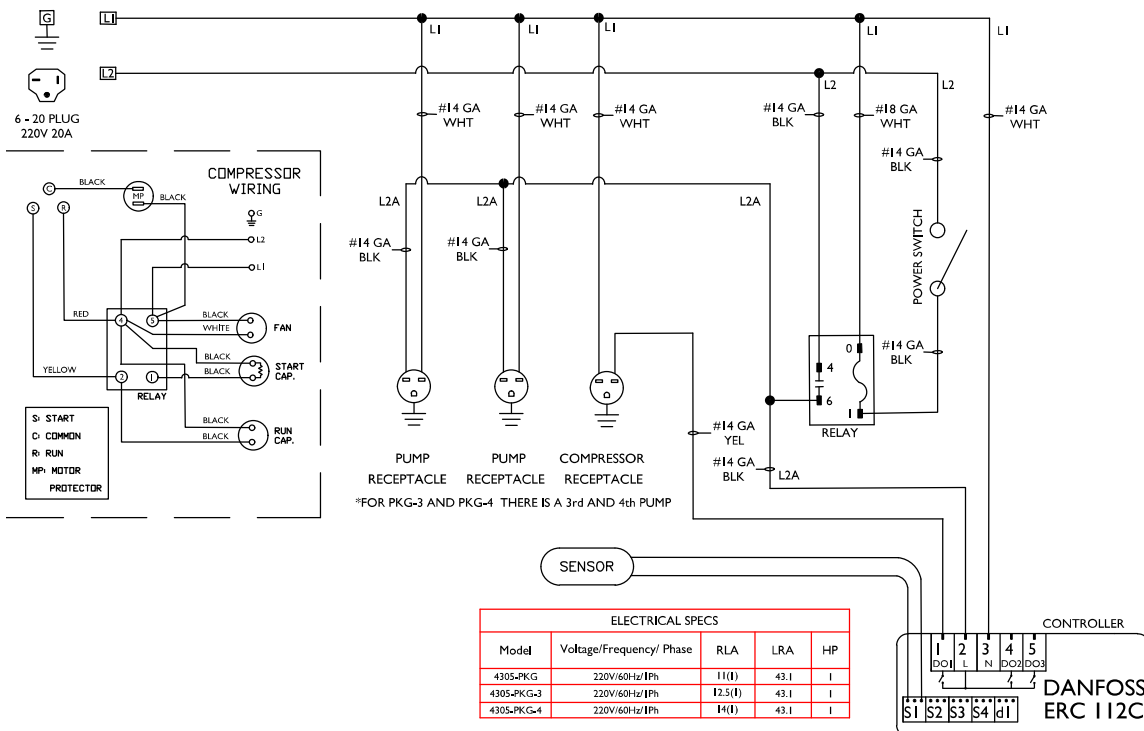 G
L1
L1
L1
L1
L1
L1
L2
L2
L2
6 - 20 PLUG
220V 20A
#14 GA
WHT
#14 GA
WHT
#14 GA
WHT
#14 GA
BLK
#18 GA
WHT
#14 GA
WHT
#14 GA
BLK
COMPRESSOR
WIRING
C
BLACK
MP
BLACK
S
R
G
L2
L1
L2A
L2A
L2A
#14 GA
BLK
#14 GA
BLK
POWER SWITCH
RED
4
5
BLACK
WHITE
FAN
BLACK
START
CAP.
YELLOW
2
1
BLACK
RELAY
BLACK
RUN
CAP.
BLACK
S: START
C: COMMON
R: RUN
MP: MOTOR
PROTECTOR
0
4
6
1
RELAY
#14 GA
BLK
#14 GA
YEL
#14 GA
BLK
L2A
PUMP
RECEPTACLE
PUMP
RECEPTACLE
COMPRESSOR
RECEPTACLE
*FOR PKG-3 AND PKG-4 THERE IS A 3rd AND 4th PUMP
SENSOR
ELECTRICAL SPECS
Model Voltage/Frequency/ Phase RLA LRA HP
4305-PKG 220V/60Hz/1Ph 11(1) 43.1 1
4305-PKG-3 220V/60Hz/1Ph 12.5(1) 43.1 1
4305-PKG-4 220V/60Hz/1Ph 14(1) 43.1 1
CONTROLLER
1 2 3 4 5
DO1 L N DO2 DO3
S1 S2 S3 S4 d1
DANFOSS
ERC 112C